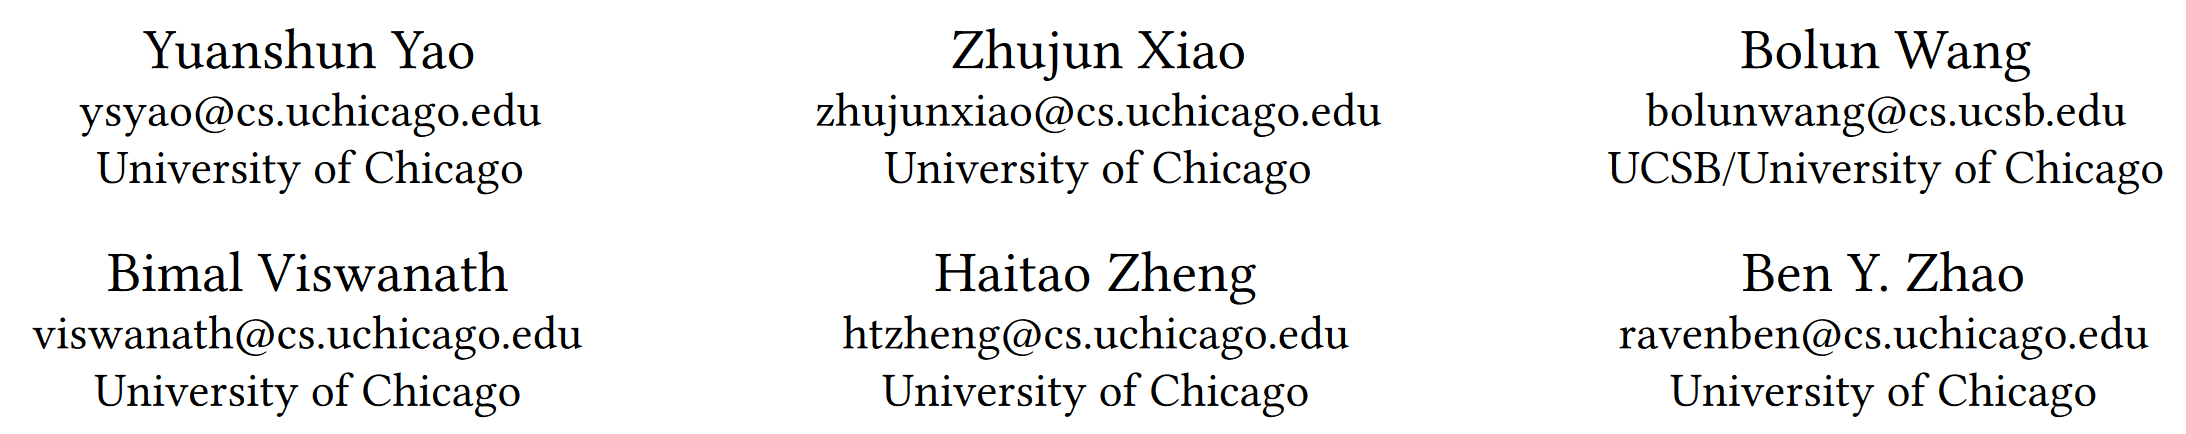 Yuanshun Yao
ysyao@cs.uchicago.edu
University of Chicago
Zhujun Xiao
zhujunxiao@cs.uchicago.edu
University of Chicago
Bolun Wang
bolunwang@cs.ucsb.edu
UCSB/University of Chicago
Bimal Viswanath
viswanath@cs.uchicago.edu
University of Chicago
Haitao Zheng
htzheng@cs.uchicago.edu
University of Chicago
Ben Y. Zhao
ravenben@cs.uchicago.edu
University of Chicago